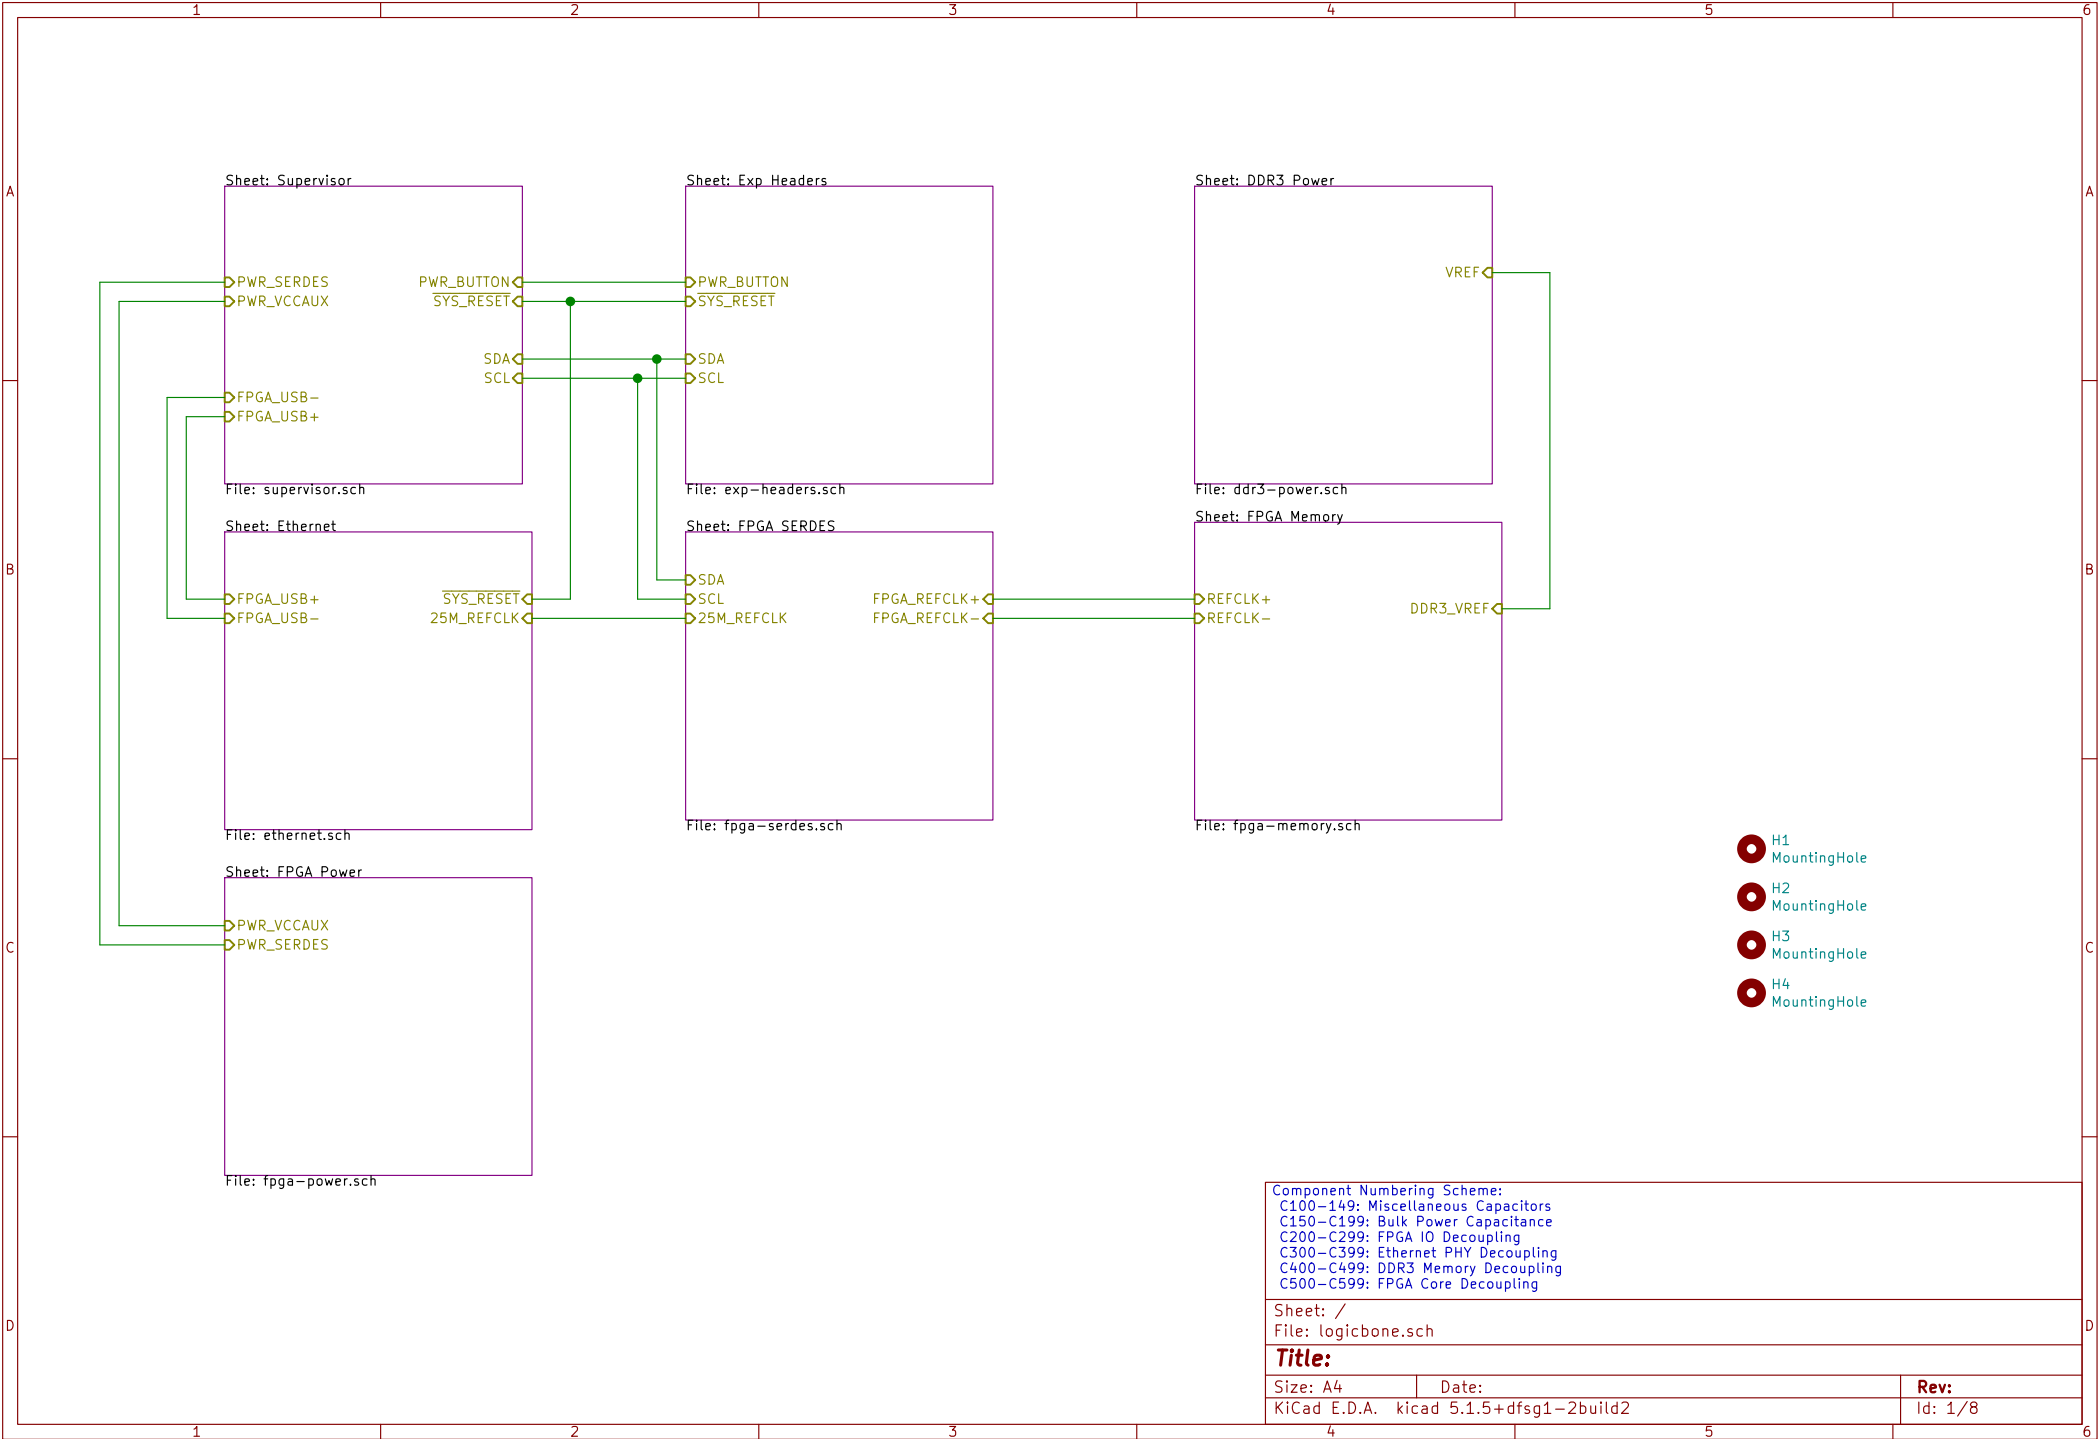 1 2 3 4 5 6
A A
B B
C C
D D
Sheet: Supervisor
PWR_SERDES
PWR_VCCAUX
FPGA_USB-
FPGA_USB+
PWR_BUTTON
SYS_RESET
SDA
SCL
File: supervisor.sch
Sheet: Exp Headers
PWR_BUTTON
SYS_RESET
SDA
SCL
File: exp-headers.sch
Sheet: DDR3 Power
VREF
File: ddr3-power.sch
Sheet: Ethernet
FPGA_USB+
FPGA_USB-
SYS_RESET
25M_REFCLK
File: ethernet.sch
Sheet: FPGA SERDES
SDA
SCL
25M_REFCLK
FPGA_REFCLK+
FPGA_REFCLK-
File: fpga-serdes.sch
Sheet: FPGA Memory
REFCLK+
REFCLK-
DDR3_VREF
File: fpga-memory.sch
Sheet: FPGA Power
PWR_VCCAUX
PWR_SERDES
File: fpga-power.sch
H1
MountingHole
H2
MountingHole
H3
MountingHole
H4
MountingHole
Component Numbering Scheme:
C100-149: Miscellaneous Capacitors
C150-C199: Bulk Power Capacitance
C200-C299: FPGA IO Decoupling
C300-C399: Ethernet PHY Decoupling
C400-C499: DDR3 Memory Decoupling
C500-C599: FPGA Core Decoupling
Sheet: /
File: logicbone.sch
Title:
Size: A4 Date: Rev:
KiCad E.D.A. kicad 5.1.5+dfsg1-2build2 Id: 1/8
1 2 3 4 5 6